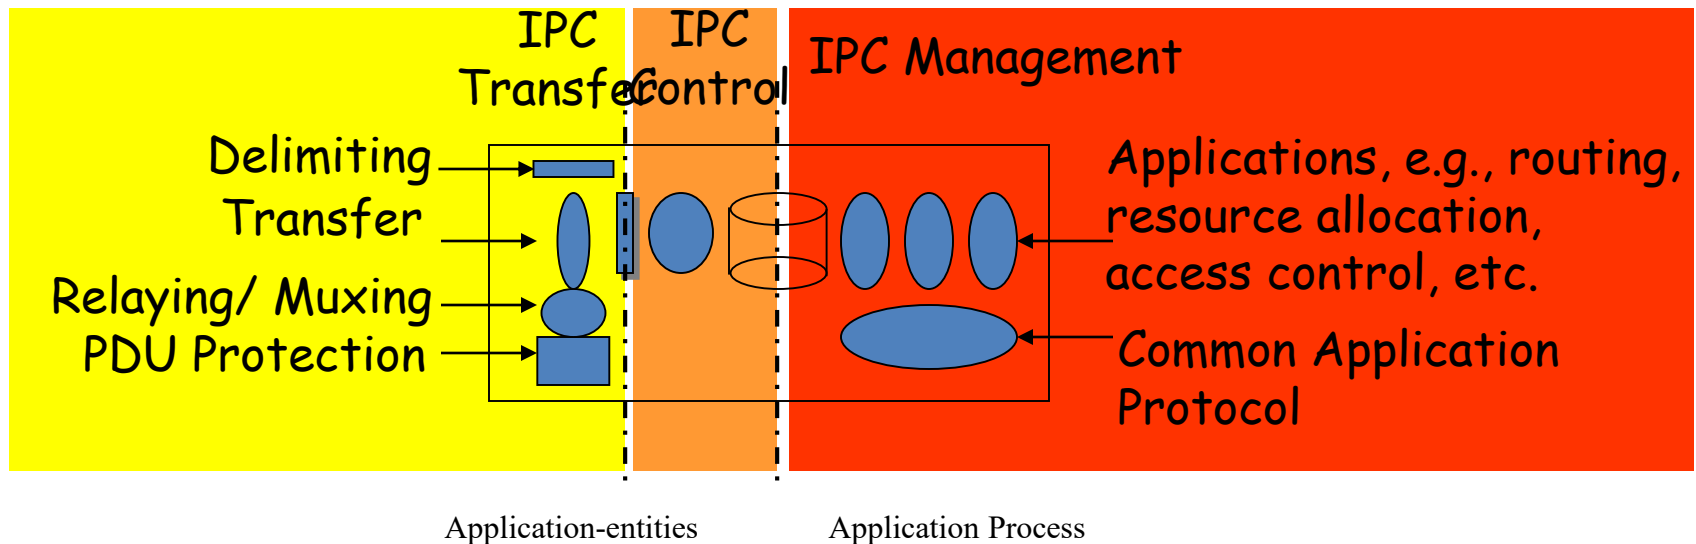 IPC
Transfer
IPC
Control
IPC Management
Delimiting
Transfer
Relaying/ Muxing
PDU Protection
Applications, e.g., routing,
resource allocation,
access control, etc.
Common Application
Protocol
Application-entities
Application Process